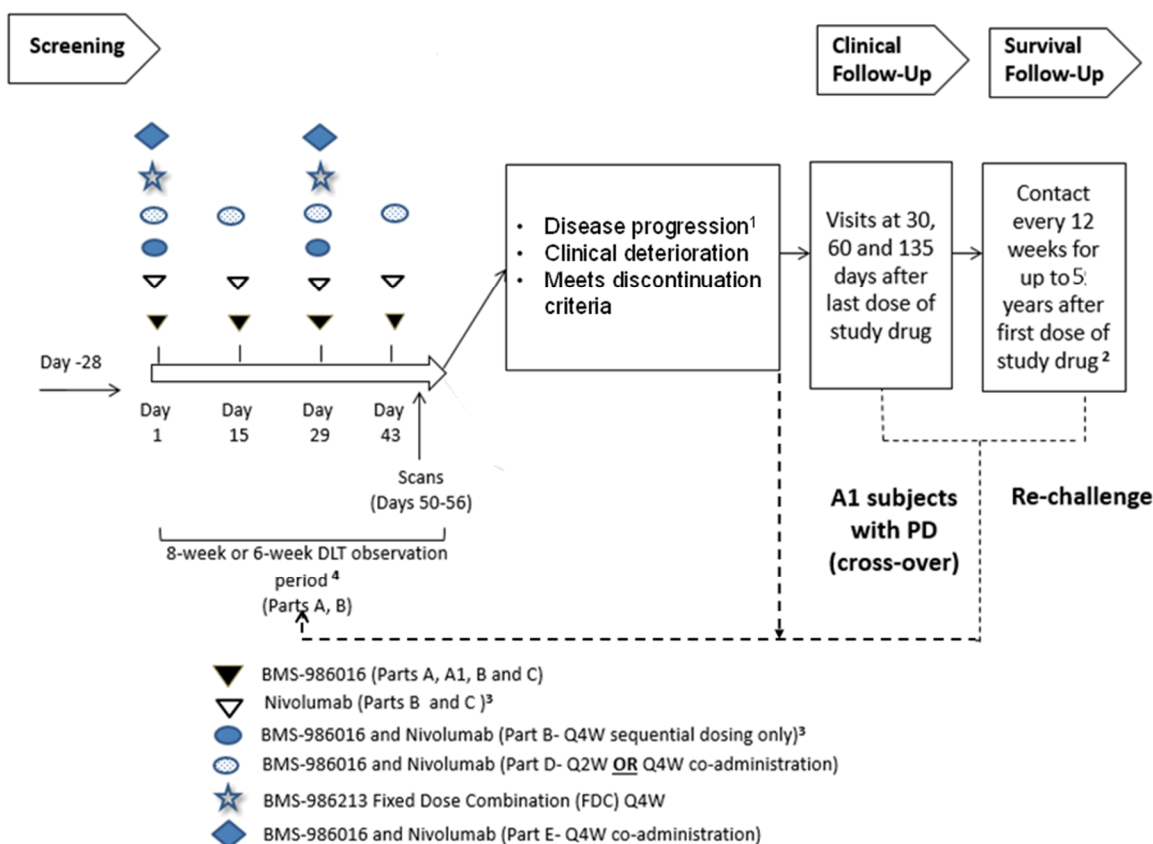 Screening
Clinical
Follow-Up
Survival
Follow-Up
• Disease progression¹
• Clinical deterioration
• Meets discontinuation
criteria
Visits at 30,
60 and 135
days after
last dose of
study drug
Contact
every 12
weeks for
up to 5
years after
first dose of
study drug ²
Day -28
Day
1
Day
15
Day
29
Day
43
Scans
(Days 50-56)
8-week or 6-week DLT observation
period ⁴
(Parts A, B)
A1 subjects
with PD
(cross-over)
Re-challenge
BMS-986016 (Parts A, A1, B and C)
Nivolumab (Parts B and C )³
BMS-986016 and Nivolumab (Part B- Q4W sequential dosing only)³
BMS-986016 and Nivolumab (Part D- Q2W OR Q4W co-administration)
BMS-986213 Fixed Dose Combination (FDC) Q4W
BMS-986016 and Nivolumab (Part E- Q4W co-administration)